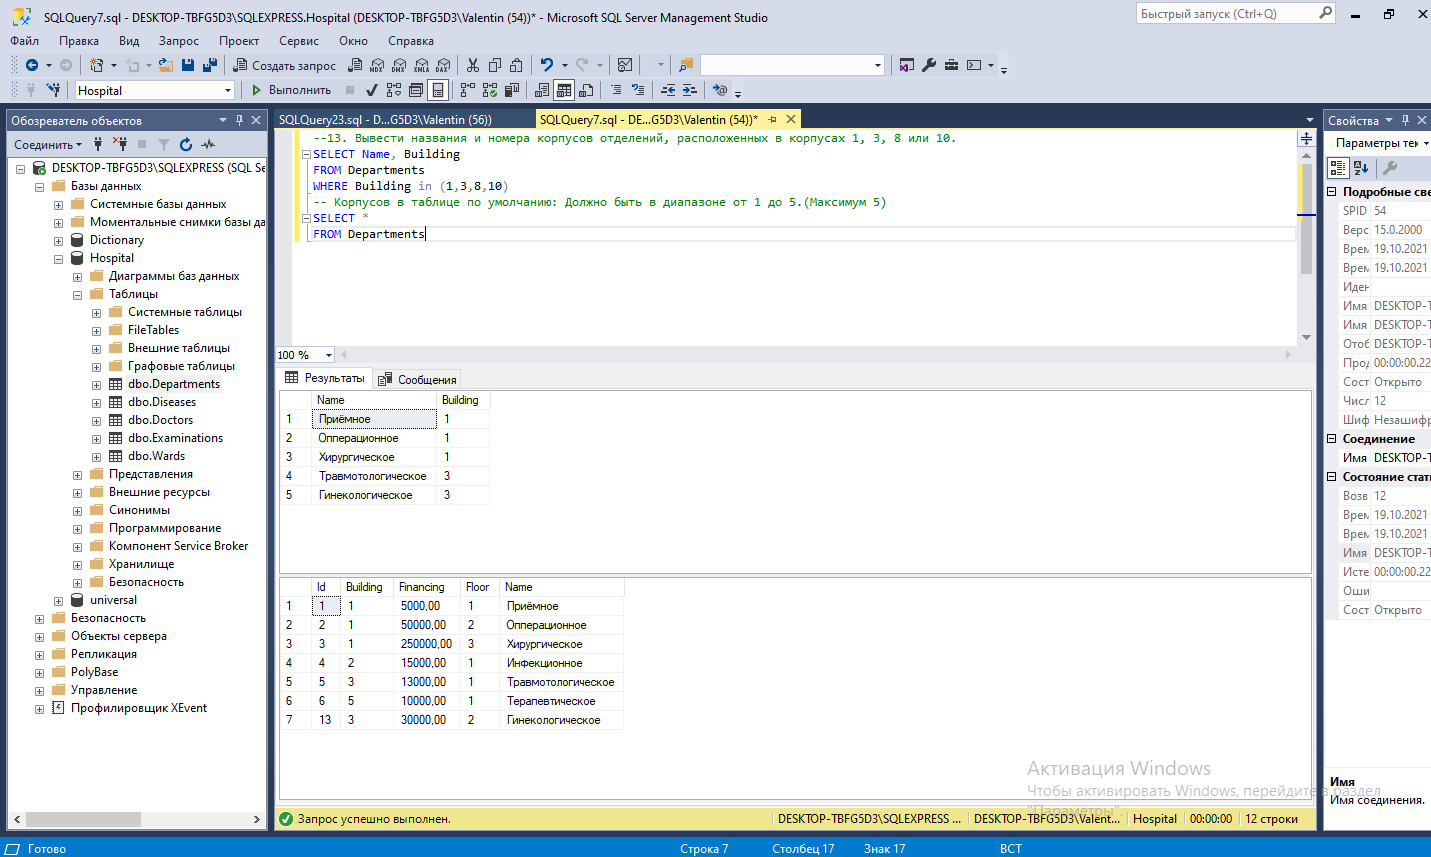 SQLQuery7.sql - DESKTOP-TBFG5D3\SQLEXPRESS.Hospital (DESKTOP-TBFG5D3\Valentin (54))* - Microsoft SQL Server Management Studio
Быстрый запуск (Ctrl+Q)
Файл Правка Вид Запрос Проект Сервис Окно Справка
Создать запрос MDX DMX XMLA DAX
Hospital Выполнить
Обозреватель объектов
Соединить
DESKTOP-TBFG5D3\SQLEXPRESS (SQL Se
Базы данных
Системные базы данных
Моментальные снимки базы да
Dictionary
Hospital
Диаграммы баз данных
Таблицы
Системные таблицы
FileTables
Внешние таблицы
Графовые таблицы
dbo.Departments
dbo.Diseases
dbo.Doctors
dbo.Examinations
dbo.Wards
Представления
Внешние ресурсы
Синонимы
Программирование
Компонент Service Broker
Хранилище
Безопасность
universal
Безопасность
Объекты сервера
Репликация
PolyBase
Управление
Профилировщик XEvent
SQLQuery23.sql - D...G5D3\Valentin (56)) SQLQuery7.sql - DE...G5D3\Valentin (54))*
--13. Вывести названия и номера корпусов отделений, расположенных в корпусах 1, 3, 8 или 10.
SELECT Name, Building
FROM Departments
WHERE Building in (1,3,8,10)
-- Корпусов в таблице по умолчанию: Должно быть в диапазоне от 1 до 5.(Максимум 5)
SELECT *
FROM Departments
100 %
Результаты Сообщения
Name Building
1 Приёмное 1
2 Опперационное 1
3 Хирургическое 1
4 Травмотологическое 3
5 Гинекологическое 3
Id Building Financing Floor Name
1 1 1 5000,00 1 Приёмное
2 2 1 50000,00 2 Опперационное
3 3 1 250000,00 3 Хирургическое
4 4 2 15000,00 1 Инфекционное
5 5 3 13000,00 1 Травмотологическое
6 6 5 10000,00 1 Терапевтическое
7 13 3 30000,00 2 Гинекологическое
Запрос успешно выполнен. DESKTOP-TBFG5D3\SQLEXPRESS ... DESKTOP-TBFG5D3\Valent... Hospital 00:00:00 12 строки
Свойства
Параметры тек
Подробные све
SPID 54
Верс 15.0.2000
Врем 19.10.2021
Врем 19.10.2021
Иден
Имя DESKTOP-T
Имя DESKTOP-T
Отоб DESKTOP-T
Прод 00:00:00.22
Сост Открыто
Числ 12
Шиф Незашифр
Соединение
Имя DESKTOP-T
Состояние стат
Возв 12
Врем 19.10.2021
Врем 19.10.2021
Имя DESKTOP-T
Исте 00:00:00.22
Оши
Сост Открыто
Имя
Имя соединения.
Активация Windows
Чтобы активировать Windows, перейдите в раздел
"Параметры".
Готово Строка 7 Столбец 17 Знак 17 ВСТ